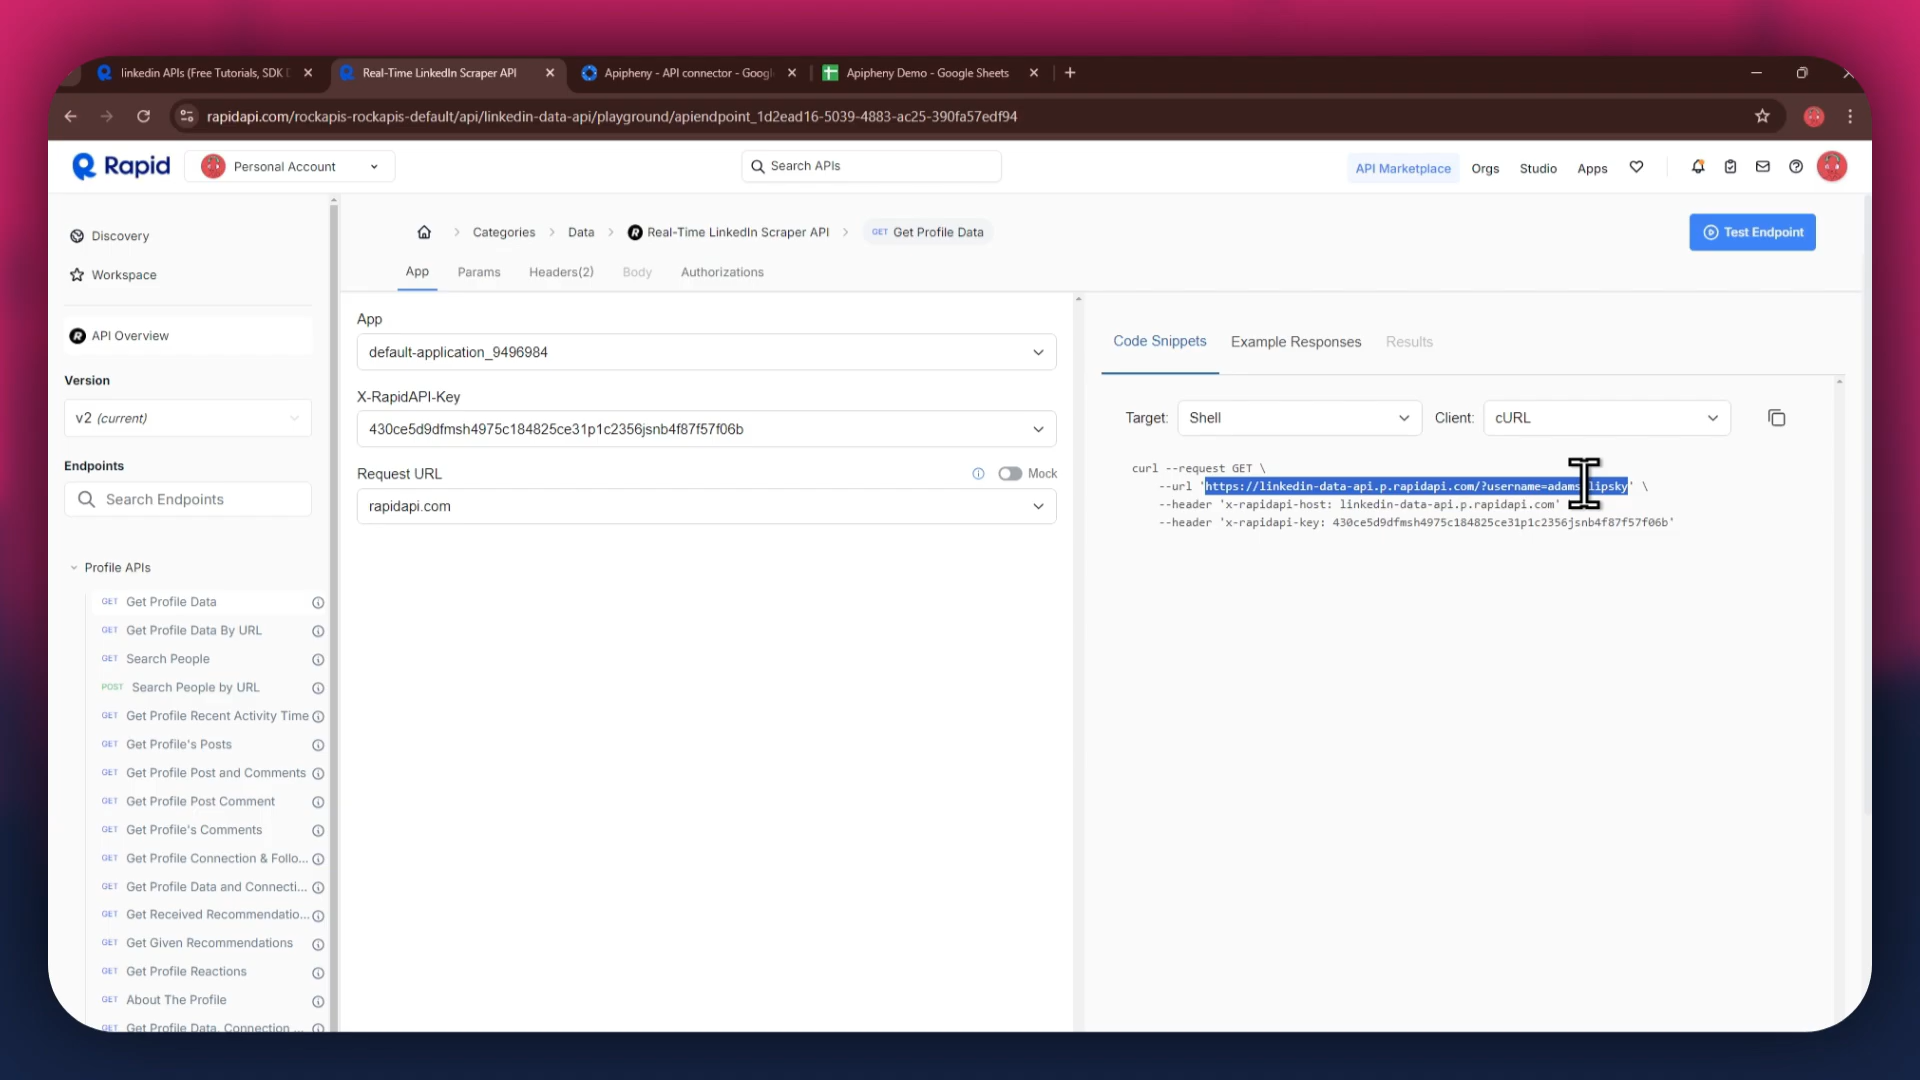 linkedin APIs (Free Tutorials, SDK D
Real-Time LinkedIn Scraper API
Apipheny - API connector - Googl
Apipheny Demo - Google Sheets
rapidapi.com/rockapis-rockapis-default/api/linkedin-data-api/playground/apiendpoint_1d2ead16-5039-4883-ac25-390fa57edf94
Rapid
Personal Account
Search APIs
API Marketplace
Orgs
Studio
Apps
Discovery
Workspace
API Overview
Version
v2 (current)
Endpoints
Search Endpoints
Profile APIs
GET Get Profile Data
GET Get Profile Data By URL
GET Search People
POST Search People by URL
GET Get Profile Recent Activity Time
GET Get Profile's Posts
GET Get Profile Post and Comments
GET Get Profile Post Comment
GET Get Profile's Comments
GET Get Profile Connection & Follo...
GET Get Profile Data and Connecti...
GET Get Received Recommendatio...
GET Get Given Recommendations
GET Get Profile Reactions
GET About The Profile
GET Get Profile Data, Connection ...
Categories
Data
Real-Time LinkedIn Scraper API
GET Get Profile Data
Test Endpoint
App
Params
Headers(2)
Body
Authorizations
App
default-application_9496984
X-RapidAPI-Key
430ce5d9dfmsh4975c184825ce31p1c2356jsnb4f87f57f06b
Request URL
Mock
rapidapi.com
Code Snippets
Example Responses
Results
Target:
Shell
Client:
cURL
curl --request GET \
--url 'https://linkedin-data-api.p.rapidapi.com/?username=adams lipsky' \
--header 'x-rapidapi-host: linkedin-data-api.p.rapidapi.com'
--header 'x-rapidapi-key: 430ce5d9dfmsh4975c184825ce31p1c2356jsnb4f87f57f06b'